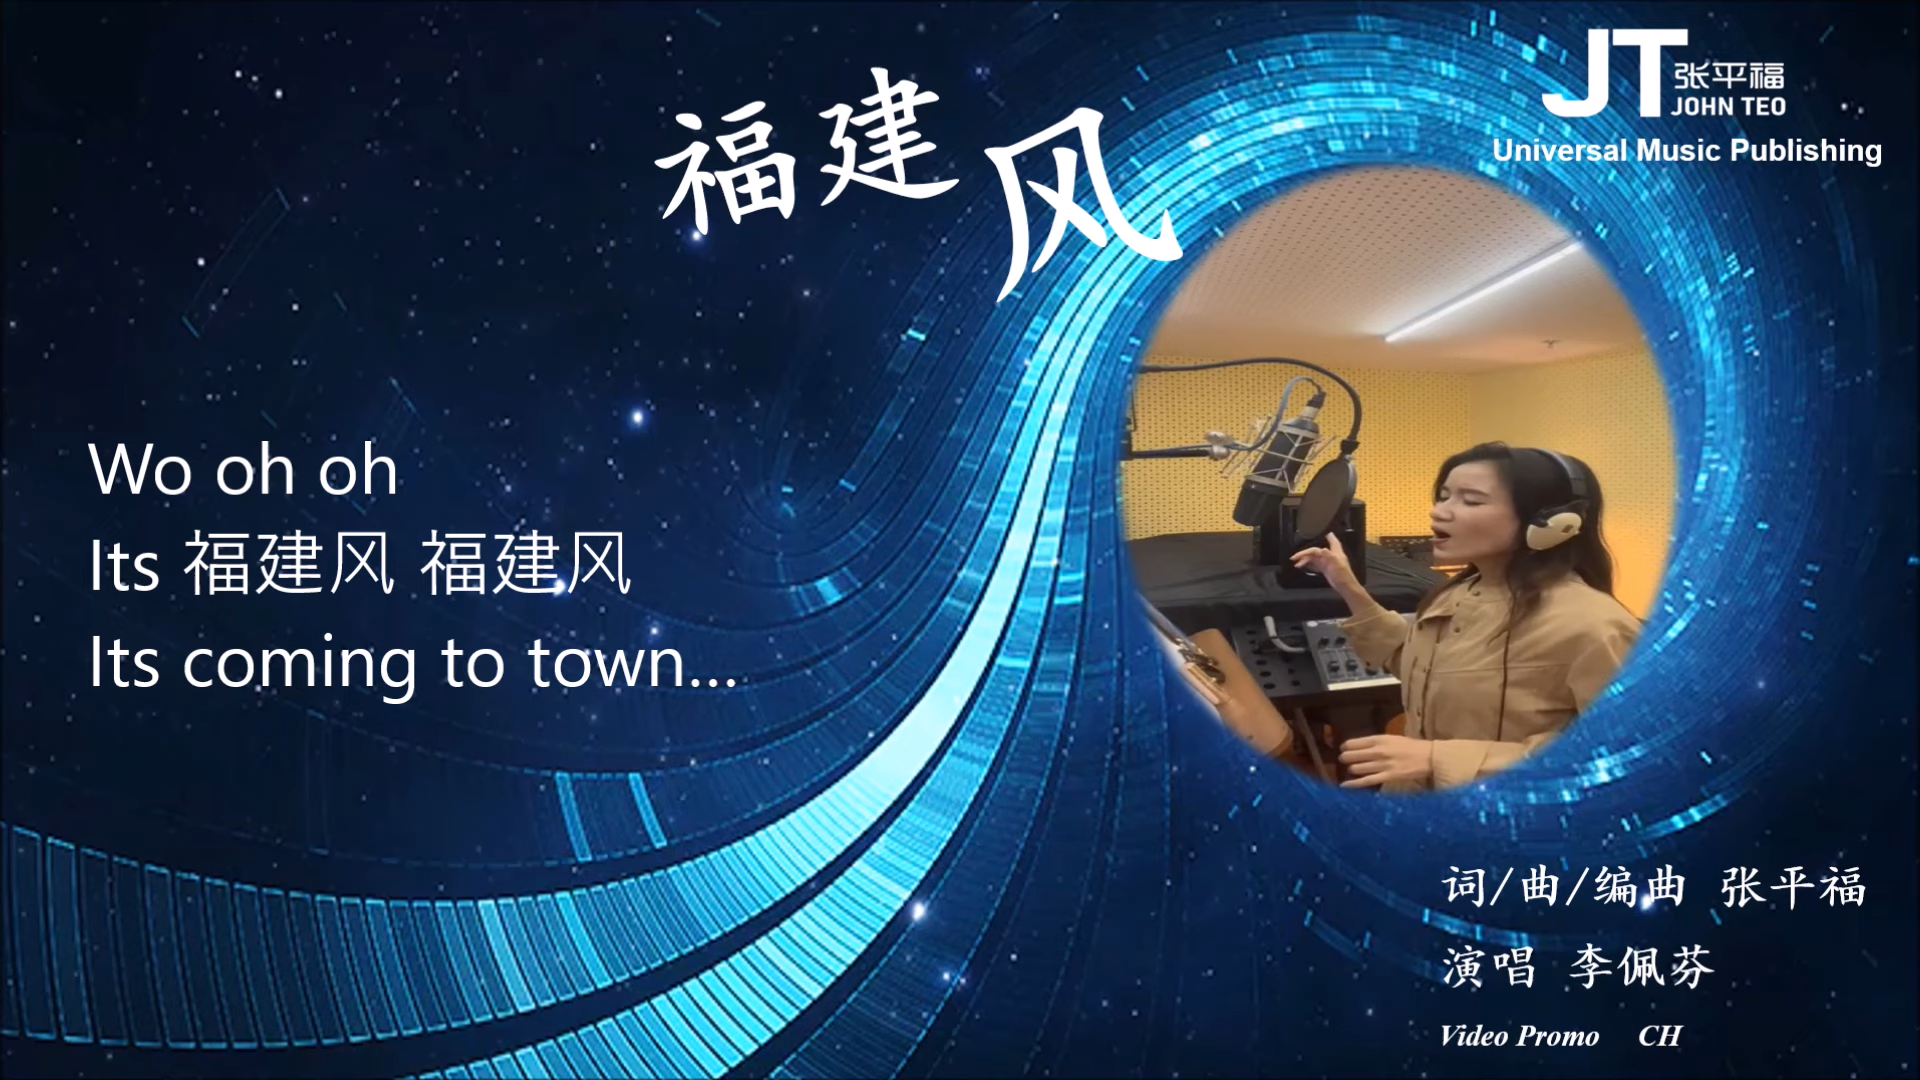 福建风
JT 张平福
JOHN TEO
Universal Music Publishing
Wo oh oh
Its 福建风 福建风
Its coming to town...
词/曲/编曲 张平福
演唱 李佩芬
Video Promo CH